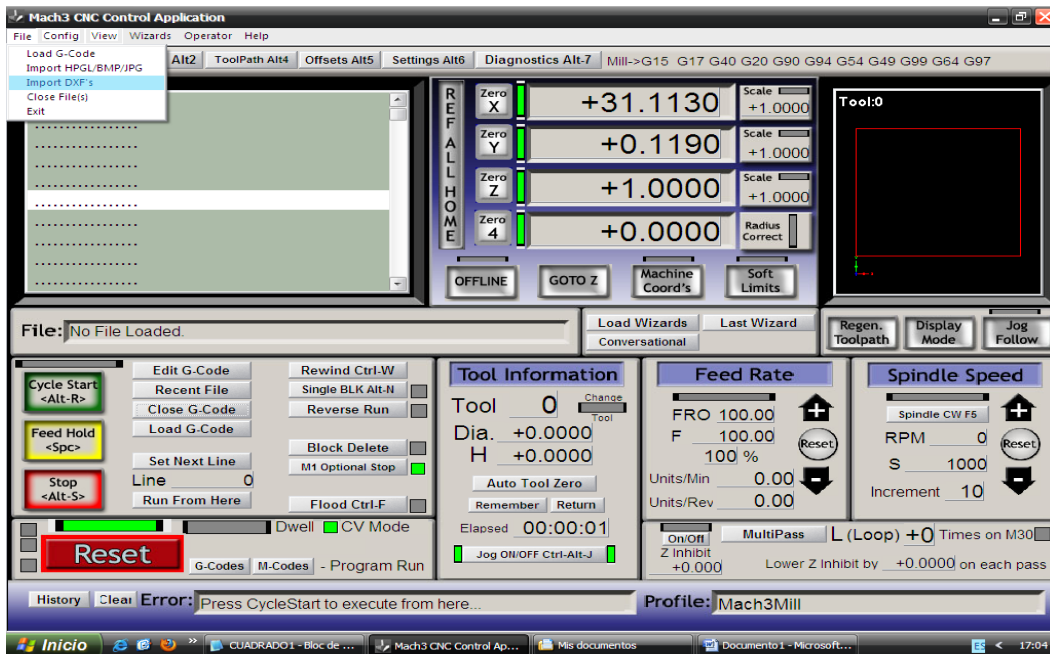 Mach3 CNC Control Application
File Config View Wizards Operator Help
Load G-Code
Import HPGL/BMP/JPG
Import DXF's
Close File(s)
Exit
Alt2 ToolPath Alt4 Offsets Alt5 Settings Alt6 Diagnostics Alt-7 Mill->G15 G17 G40 G20 G90 G94 G54 G49 G99 G64 G97
REF ALL HOME
Zero X +31.1130 Scale +1.0000
Zero Y +0.1190 Scale +1.0000
Zero Z +1.0000 Scale +1.0000
Zero 4 +0.0000 Radius Correct
OFFLINE GOTO Z Machine Coord's Soft Limits
Tool:0
File: No File Loaded.
Load Wizards Last Wizard
Conversational
Regen. Toolpath Display Mode Jog Follow
Cycle Start <Alt-R>
Feed Hold <Spc>
Stop <Alt-S>
Edit G-Code
Recent File
Close G-Code
Load G-Code
Set Next Line
Line 0
Run From Here
Rewind Ctrl-W
Single BLK Alt-N
Reverse Run
Block Delete
M1 Optional Stop
Flood Ctrl-F
Dwell CV Mode
Reset
G-Codes M-Codes - Program Run
Tool Information
Tool 0 Change Tool
Dia. +0.0000
H +0.0000
Auto Tool Zero
Remember Return
Elapsed 00:00:01
Jog ON/OFF Ctrl-Alt-J
Feed Rate
FRO 100.00
F 100.00
100 %
Reset
Units/Min 0.00
Units/Rev 0.00
Spindle Speed
Spindle CW F5
RPM 0
Reset
S 1000
Increment 10
On/Off
Z Inhibit
+0.000
MultiPass L (Loop) +0 Times on M30
Lower Z Inhibit by +0.0000 on each pass
History Clear Error: Press CycleStart to execute from here...
Profile: Mach3Mill
Inicio » CUADRADO1 - Bloc de ... Mach3 CNC Control Ap... Mis documentos Documento1 - Microsoft... ES < 17:04